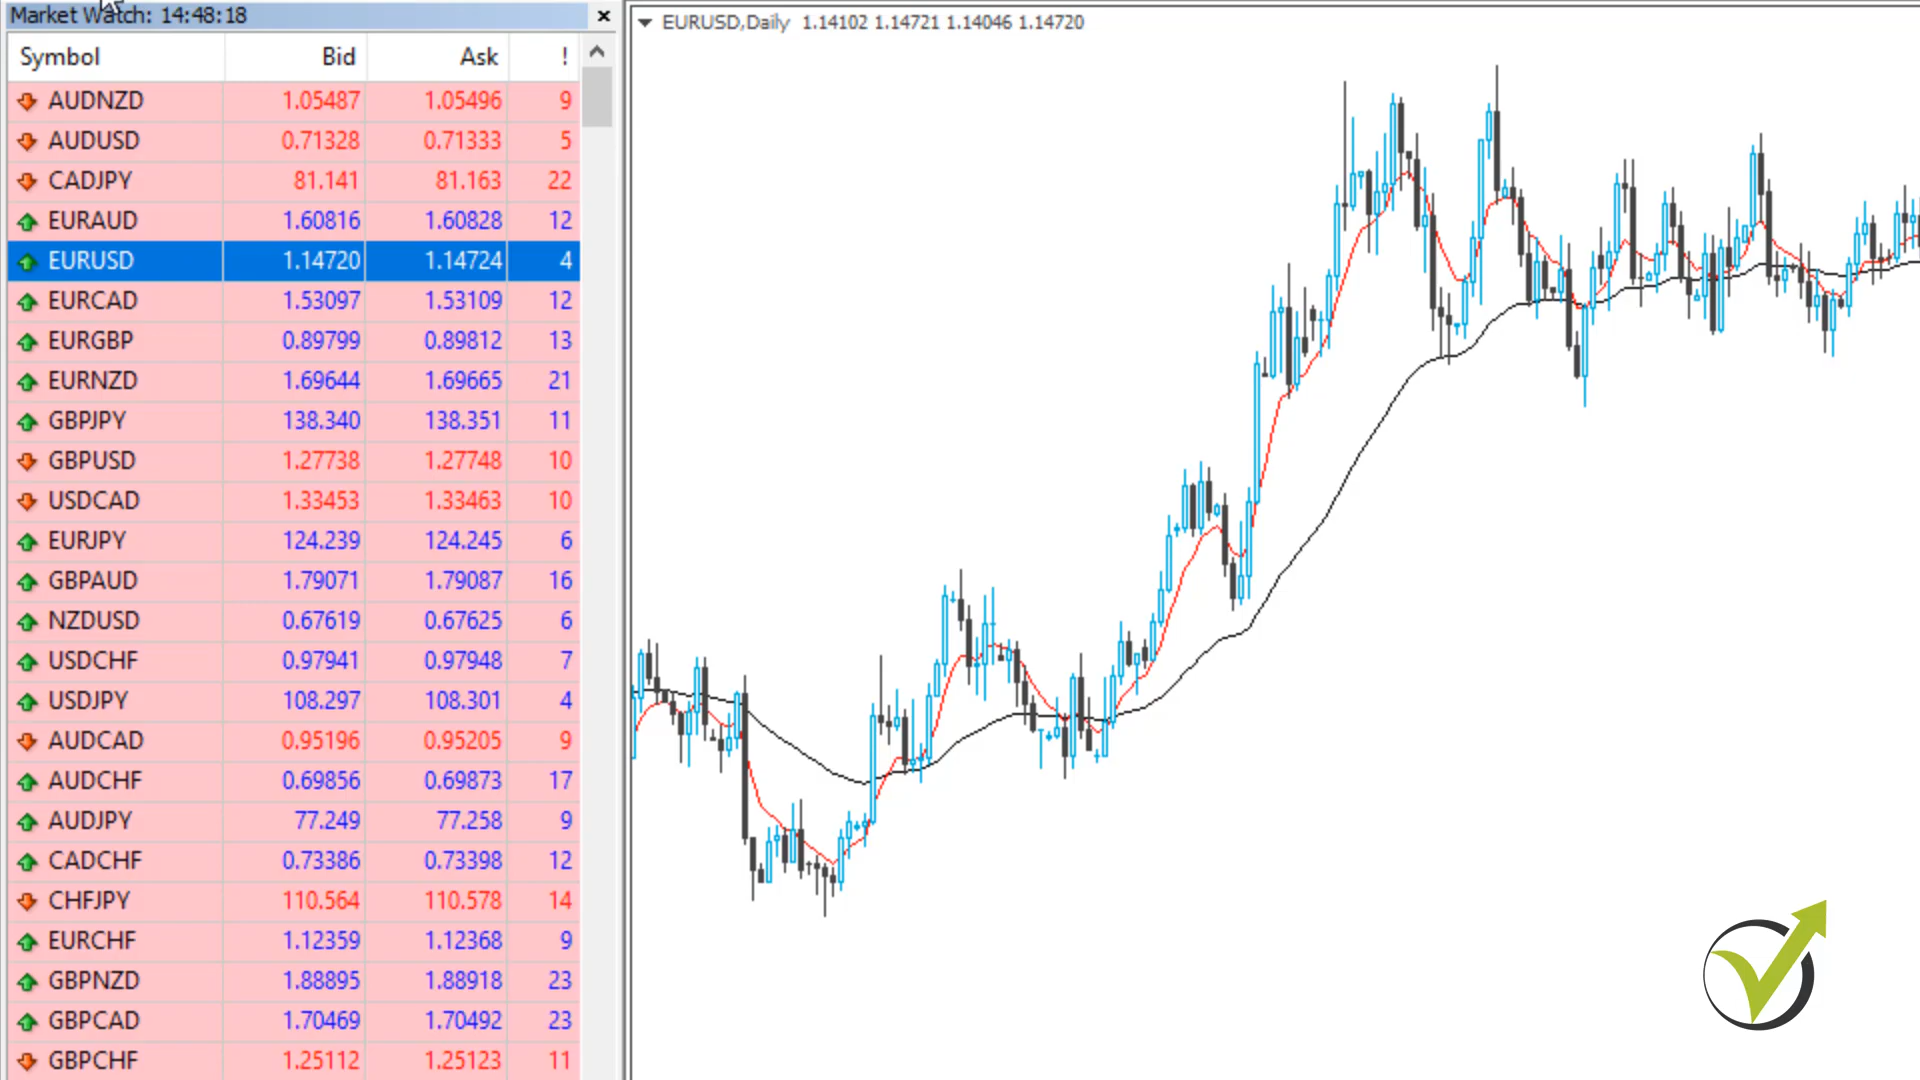 Market Watch: 14:48:18
EURUSD,Daily 1.14102 1.14721 1.14046 1.14720
Symbol Bid Ask !
AUDNZD 1.05487 1.05496 9
AUDUSD 0.71328 0.71333 5
CADJPY 81.141 81.163 22
EURAUD 1.60816 1.60828 12
EURUSD 1.14720 1.14724 4
EURCAD 1.53097 1.53109 12
EURGBP 0.89799 0.89812 13
EURNZD 1.69644 1.69665 21
GBPJPY 138.340 138.351 11
GBPUSD 1.27738 1.27748 10
USDCAD 1.33453 1.33463 10
EURJPY 124.239 124.245 6
GBPAUD 1.79071 1.79087 16
NZDUSD 0.67619 0.67625 6
USDCHF 0.97941 0.97948 7
USDJPY 108.297 108.301 4
AUDCAD 0.95196 0.95205 9
AUDCHF 0.69856 0.69873 17
AUDJPY 77.249 77.258 9
CADCHF 0.73386 0.73398 12
CHFJPY 110.564 110.578 14
EURCHF 1.12359 1.12368 9
GBPNZD 1.88895 1.88918 23
GBPCAD 1.70469 1.70492 23
GBPCHF 1.25112 1.25123 11